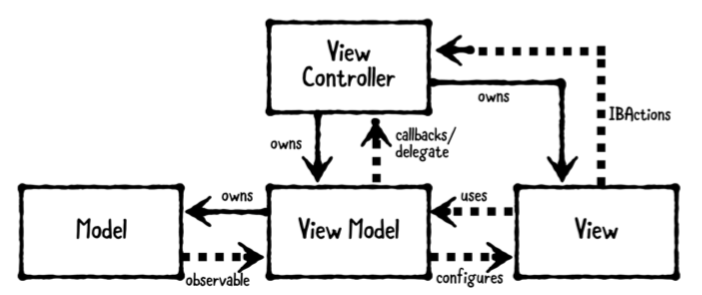 View
Controller
owns
IBActions
owns
callbacks/
delegate
owns
uses
Model
View Model
View
observable
configures